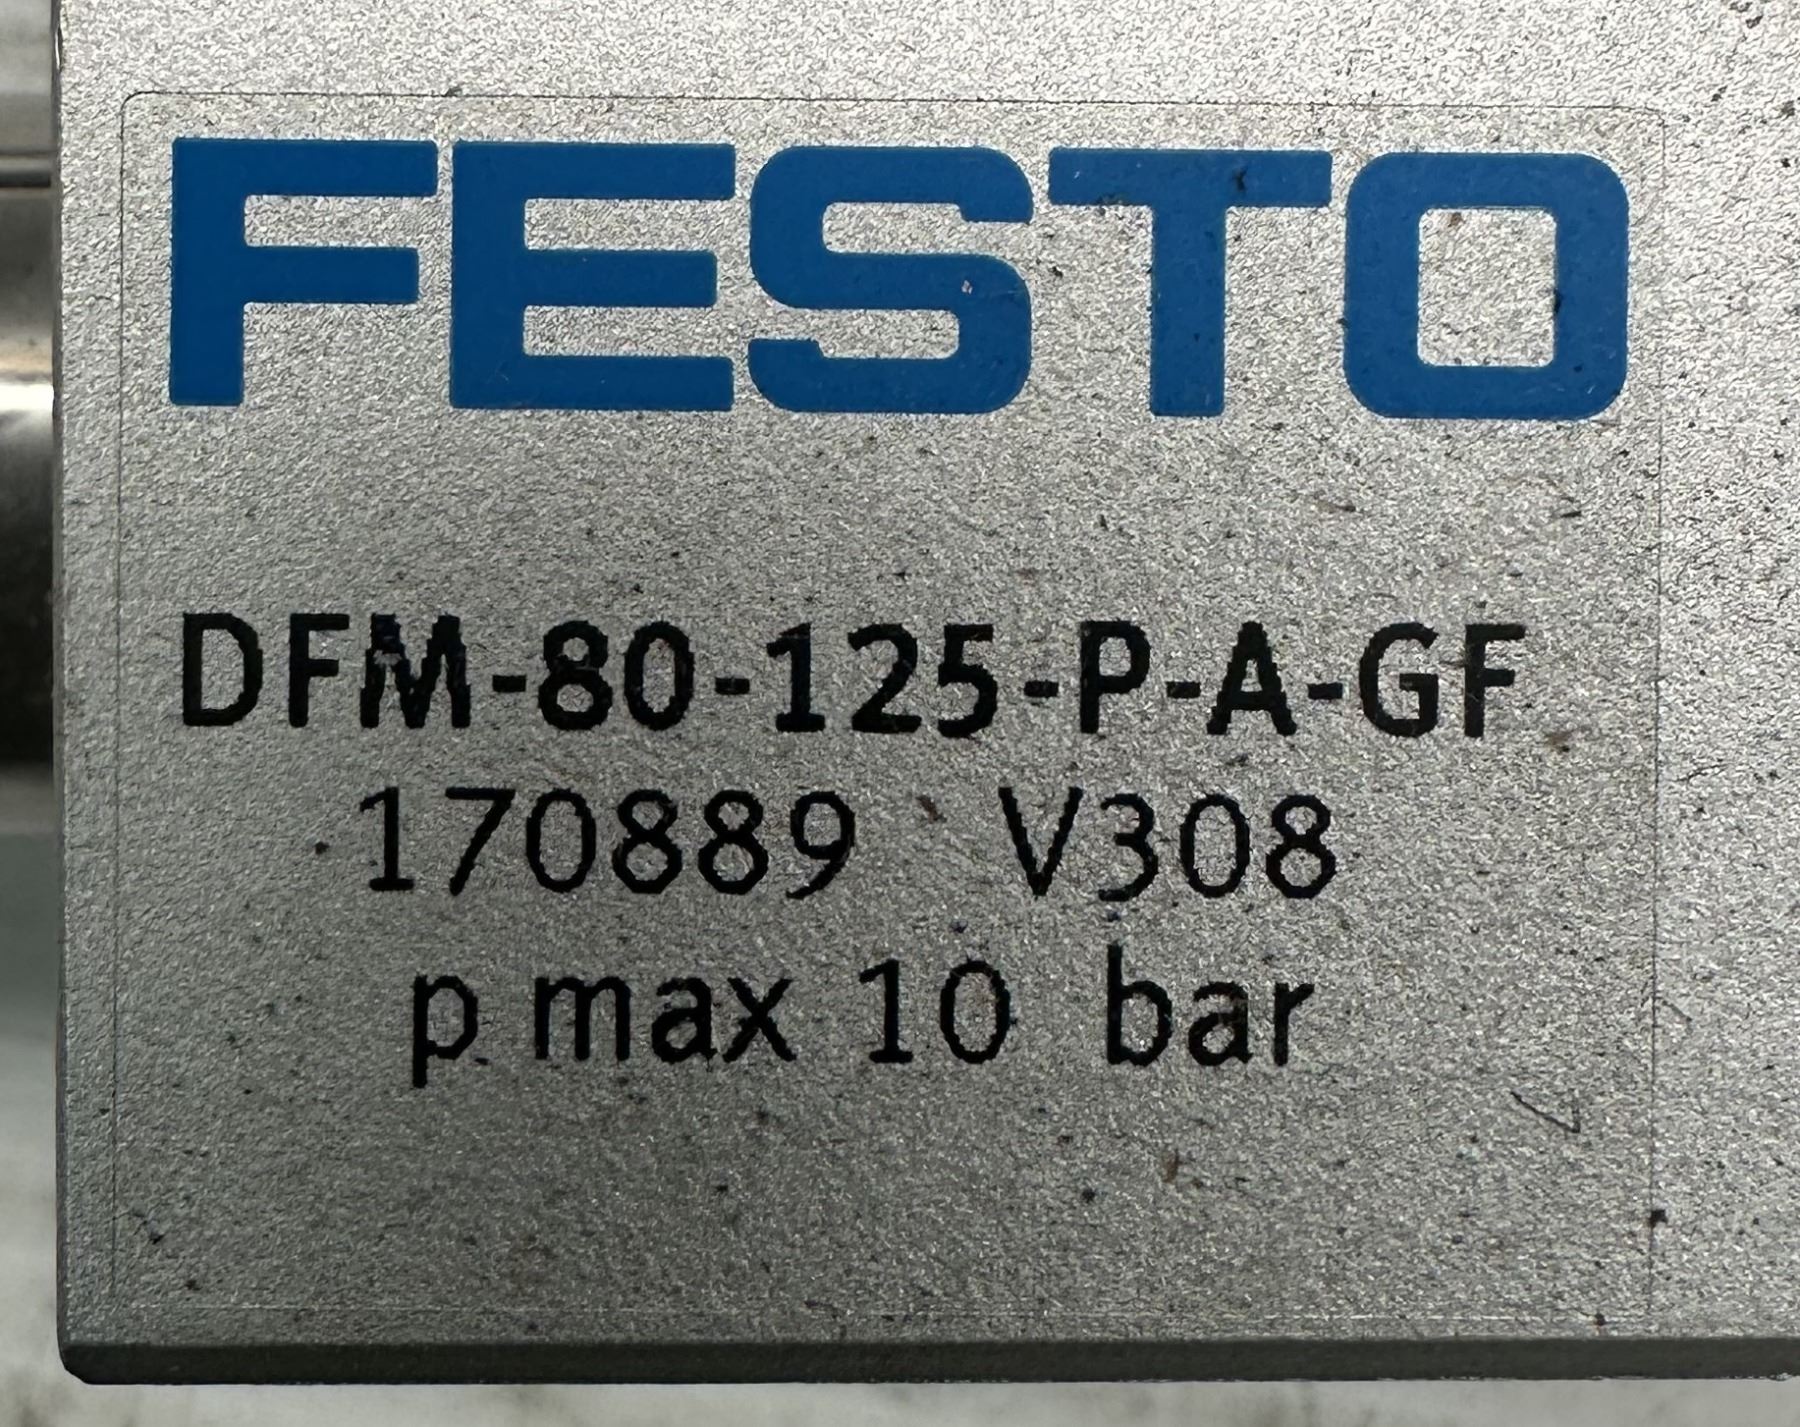 FESTO
DFM-80-125-P-A-GF
170889 V308
p max 10 bar